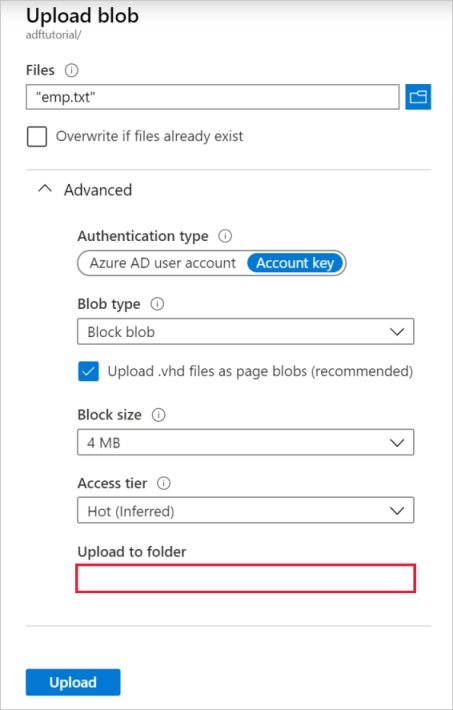 Upload blob
adftutorial/
Files
"emp.txt"
Overwrite if files already exist
Advanced
Authentication type
Azure AD user account Account key
Blob type
Block blob
Upload .vhd files as page blobs (recommended)
Block size
4 MB
Access tier
Hot (Inferred)
Upload to folder
Upload